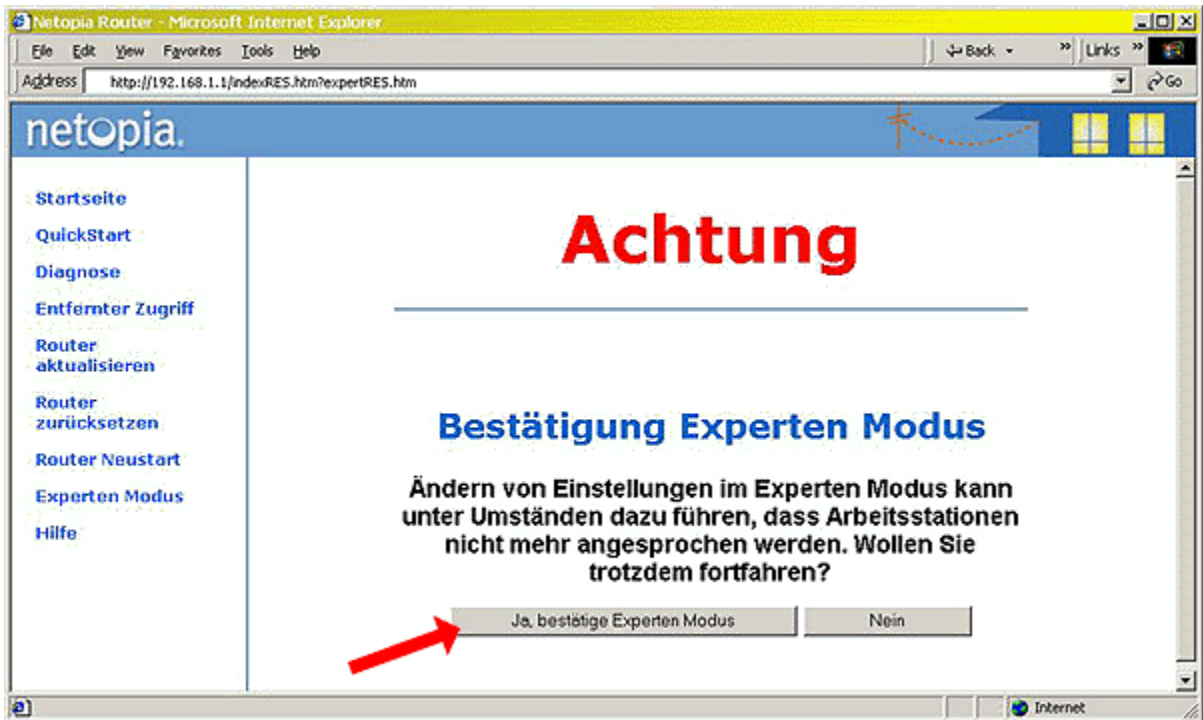 Netopia Router - Microsoft Internet Explorer
File Edit View Favorites Tools Help
Back
Links
Address http://192.168.1.1/indexRES.htm?expertRES.htm
Go
netopia.
Startseite
QuickStart
Diagnose
Entfernter Zugriff
Router
aktualisieren
Router
zurücksetzen
Router Neustart
Experten Modus
Hilfe
Achtung
Bestätigung Experten Modus
Ändern von Einstellungen im Experten Modus kann
unter Umständen dazu führen, dass Arbeitsstationen
nicht mehr angesprochen werden. Wollen Sie
trotzdem fortfahren?
Ja, bestätige Experten Modus
Nein
Internet